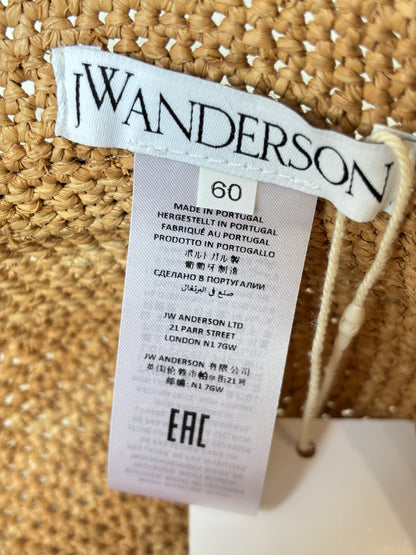 JWANDERSON
60
MADE IN PORTUGAL
HERGESTELLT IN PORTUGAL
FABRIQUÉ AU PORTUGAL
PRODOTTO IN PORTOGALLO
ポルトガル製
葡萄牙制造
СДЕЛАНО В ПОРТУГАЛИИ
صنع في البرتغال
JW ANDERSON LTD
21 PARR STREET
LONDON N1 7GW
JW ANDERSON 有限公司
英国伦敦帕尔街21号
邮编: N1 7GW
EAC